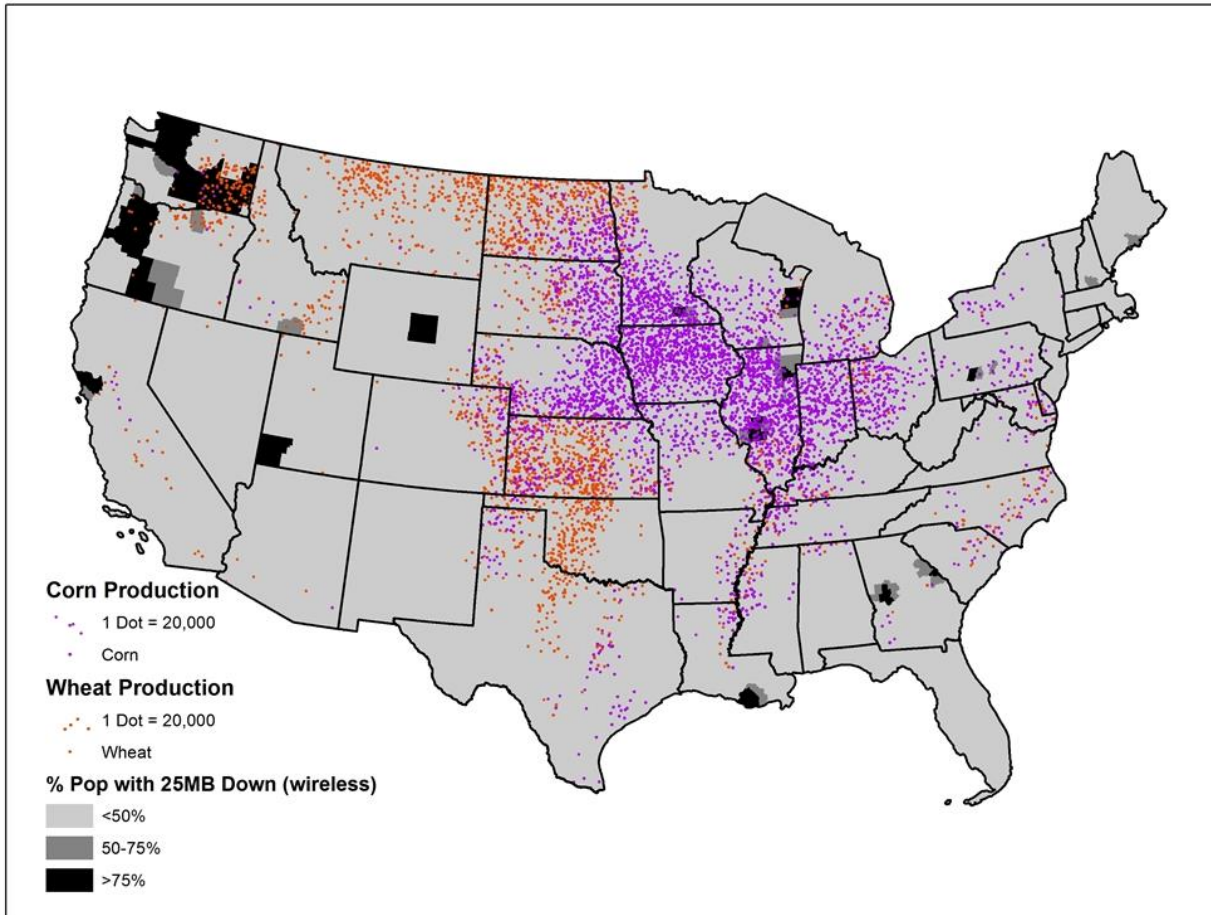 Corn Production
1 Dot = 20,000
Corn
Wheat Production
1 Dot = 20,000
Wheat
% Pop with 25MB Down (wireless)
<50%
50-75%
>75%